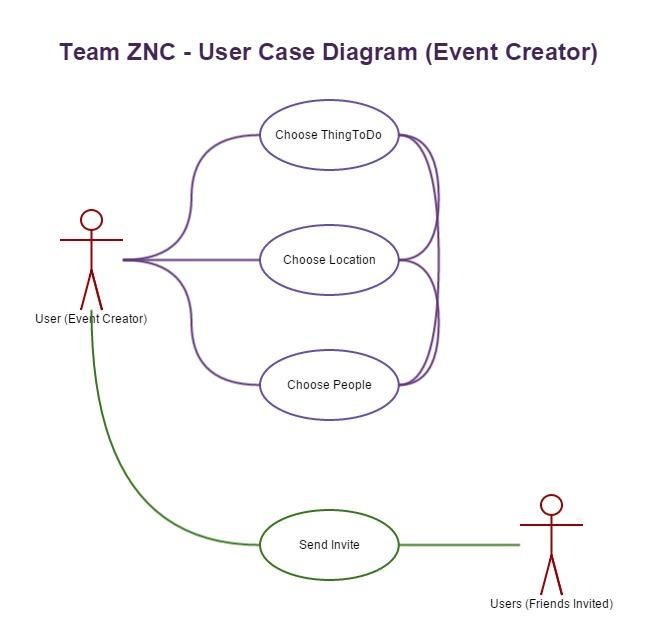 Team ZNC - User Case Diagram (Event Creator)
Choose ThingToDo
Choose Location
User (Event Creator)
Choose People
Send Invite
Users (Friends Invited)